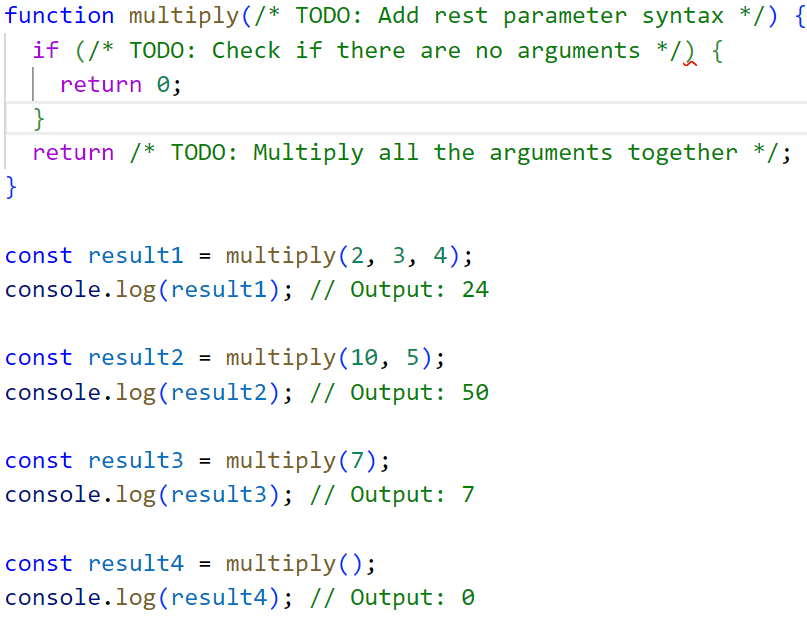 function multiply(/* TODO: Add rest parameter syntax */) {
  if (/* TODO: Check if there are no arguments */) {
    return 0;
  }
  return /* TODO: Multiply all the arguments together */;
}

const result1 = multiply(2, 3, 4);
console.log(result1); // Output: 24

const result2 = multiply(10, 5);
console.log(result2); // Output: 50

const result3 = multiply(7);
console.log(result3); // Output: 7

const result4 = multiply();
console.log(result4); // Output: 0